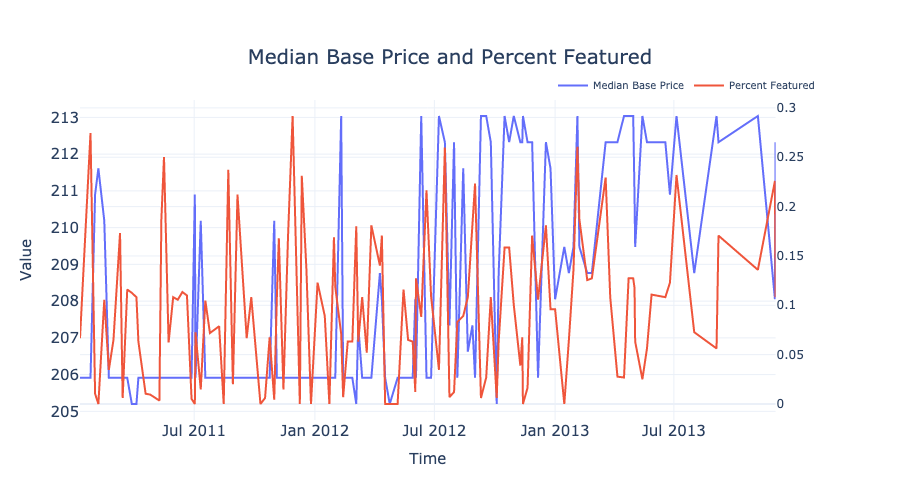 Median Base Price and Percent Featured
Median Base Price
Percent Featured
213
212
211
210
209
208
207
206
205
Value
0.3
0.25
0.2
0.15
0.1
0.05
0
Jul 2011
Jan 2012
Jul 2012
Jan 2013
Jul 2013
Time